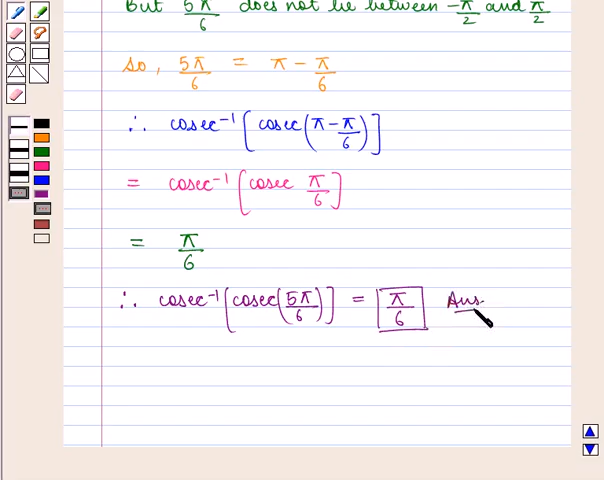 But 5π/6 does not lie between -π/2 and π/2
So, 5π/6 = π - π/6
∴ cosec⁻¹[cosec(π - π/6)]
= cosec⁻¹[cosec π/6]
= π/6
∴ cosec⁻¹[cosec(5π/6)] = π/6 Ans.